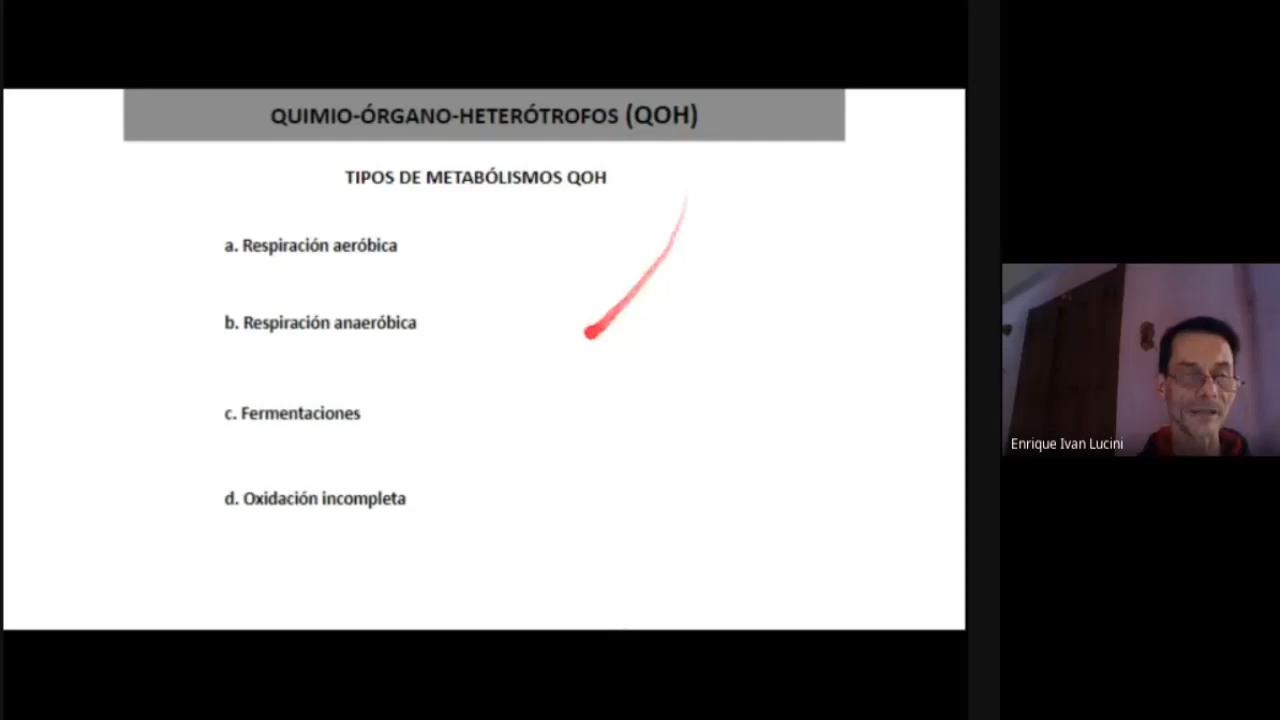 QUIMIO-ÓRGANO-HETERÓTROFOS (QOH)
TIPOS DE METABÓLISMOS QOH
a. Respiración aeróbica
b. Respiración anaeróbica
c. Fermentaciones
d. Oxidación incompleta
Enrique Ivan Lucini